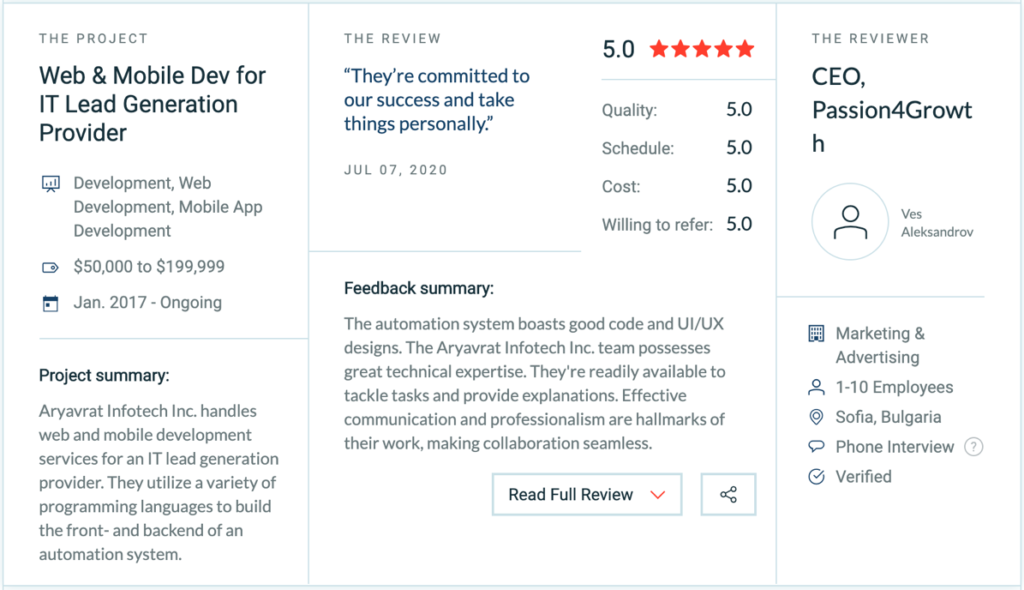 THE PROJECT
Web & Mobile Dev for
IT Lead Generation
Provider
Development, Web
Development, Mobile App
Development
$50,000 to $199,999
Jan. 2017 - Ongoing
Project summary:
Aryavrat Infotech Inc. handles
web and mobile development
services for an IT lead generation
provider. They utilize a variety of
programming languages to build
the front- and backend of an
automation system.
THE REVIEW
“They’re committed to
our success and take
things personally.”
JUL 07, 2020
5.0
Quality: 5.0
Schedule: 5.0
Cost: 5.0
Willing to refer: 5.0
Feedback summary:
The automation system boasts good code and UI/UX
designs. The Aryavrat Infotech Inc. team possesses
great technical expertise. They're readily available to
tackle tasks and provide explanations. Effective
communication and professionalism are hallmarks of
their work, making collaboration seamless.
Read Full Review
THE REVIEWER
CEO,
Passion4Growt
h
Ves
Aleksandrov
Marketing &
Advertising
1-10 Employees
Sofia, Bulgaria
Phone Interview ?
Verified